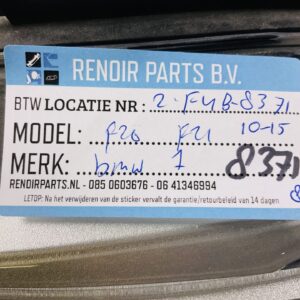 RENOIR PARTS B.V.
BTW LOCATIE NR: 2-F4B-8371
MODEL: F20 F21 10-15
MERK: bmw 1 8371
RENOIRPARTS.NL - 085 0603676 - 06 41346994
LETOP: Na het verwijderen van de sticker vervalt de garantie/retourbeleid van 14 dagen